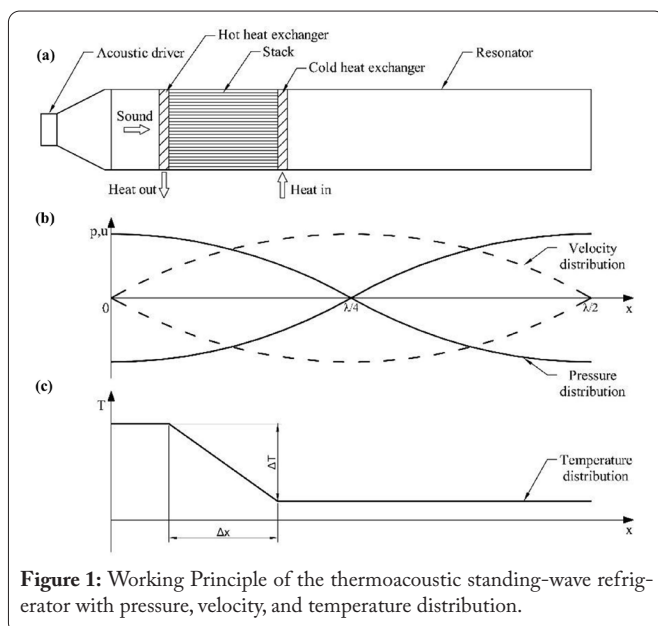 (a)
Hot heat exchanger
Acoustic driver
Stack
Resonator
Cold heat exchanger
Sound
Heat out
Heat in
(b)
p,u
Velocity
distribution
0
λ/4
λ/2
x
Pressure
distribution
(c)
T
ΔT
Temperature
distribution
Δx
x
Figure 1: Working Principle of the thermoacoustic standing-wave refrig-
erator with pressure, velocity, and temperature distribution.